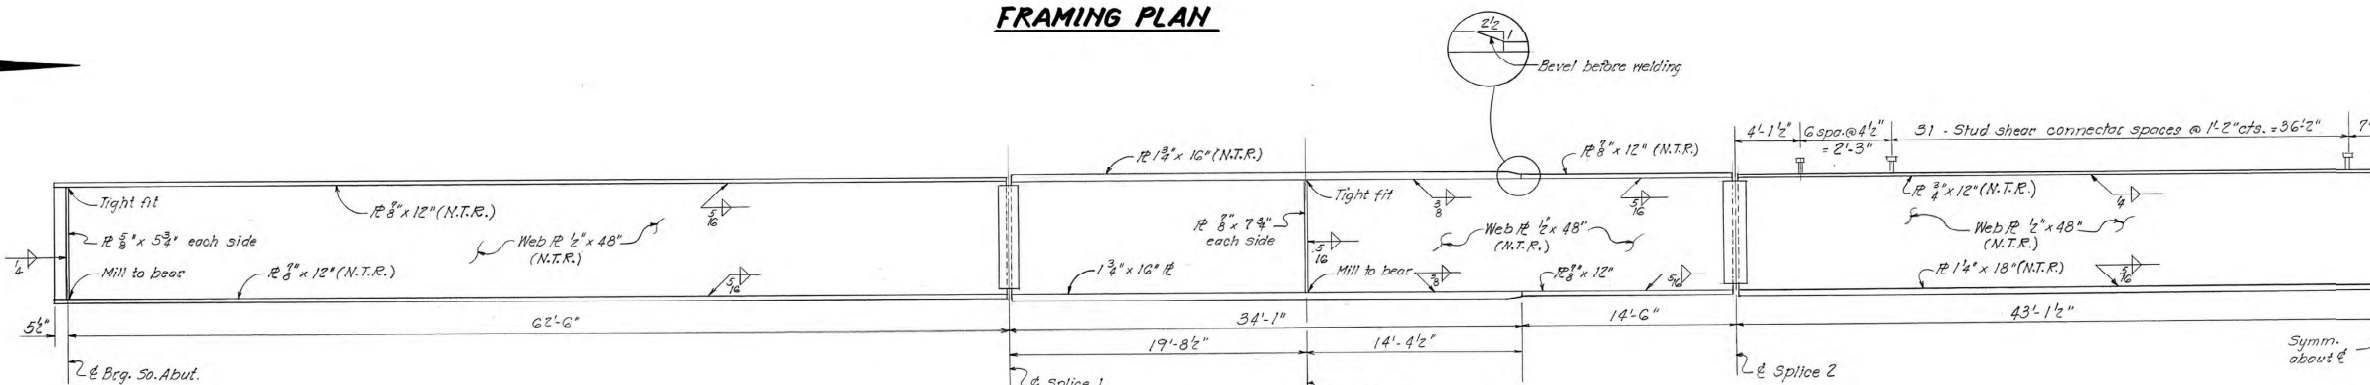 FRAMING PLAN
2½
1
Bevel before welding
4'-1½"
6 spa.@4½"
= 2'-3"
31 - Stud shear connector spaces @ 1'-2" cts. = 36'-2"
7"
℄ Brg. So. Abut.
Tight fit
PL ⅝" x 5¾" each side
Mill to bear
¼
PL ⅞" x 12" (N.T.R.)
PL ⅞" x 12" (N.T.R.)
Web PL ½" x 48"
(N.T.R.)
5/16
5/16
PL 1¾" x 16" (N.T.R.)
1¾" x 16" PL
PL ⅞" x 7¾"
each side
Tight fit
5/16
Mill to bear
3/8
3/8
Web PL ½" x 48"
(N.T.R.)
PL ⅞" x 12" (N.T.R.)
PL ⅞" x 12"
5/16
5/16
PL ¾" x 12" (N.T.R.)
¼
Web PL ½" x 48"
(N.T.R.)
PL 1¼" x 18" (N.T.R.)
5/16
5½"
62'-6"
34'-1"
14'-6"
43'-1½"
19'-8½"
14'-4½"
℄ Splice 1
℄ Splice 2
Symm.
about ℄